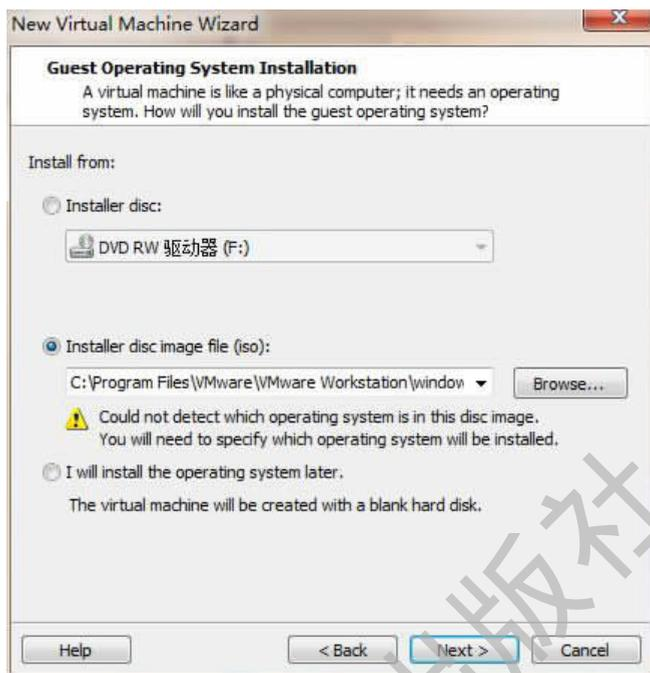 New Virtual Machine Wizard
Guest Operating System Installation
A virtual machine is like a physical computer; it needs an operating
system. How will you install the guest operating system?
Install from:
Installer disc:
DVD RW 驱动器 (F:)
Installer disc image file (iso):
C:\Program Files\VMware\VMware Workstation\window
Browse...
Could not detect which operating system is in this disc image.
You will need to specify which operating system will be installed.
I will install the operating system later.
The virtual machine will be created with a blank hard disk.
Help
< Back
Next >
Cancel
版社